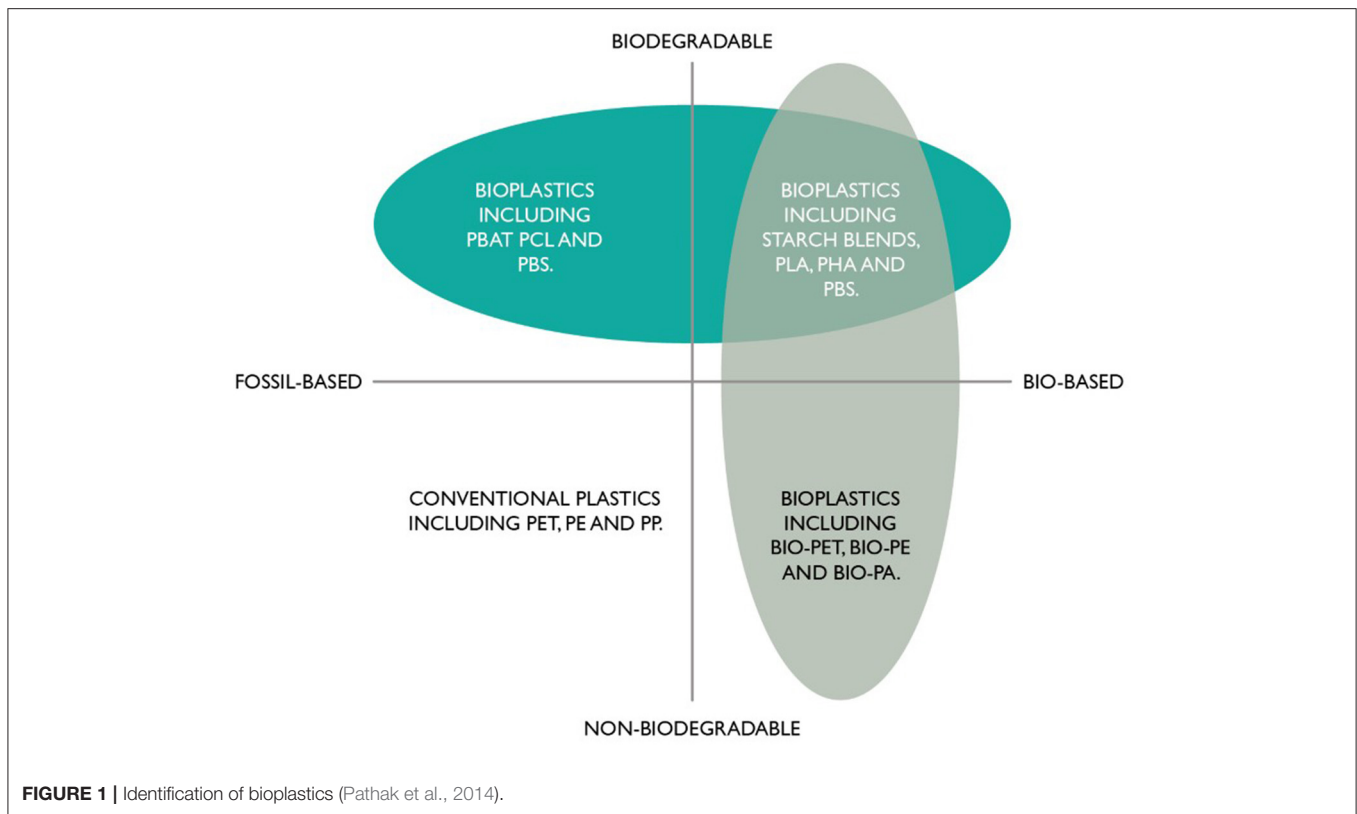 BIODEGRADABLE
BIOPLASTICS
INCLUDING
PBAT PCL AND
PBS.
BIOPLASTICS
INCLUDING
STARCH BLENDS,
PLA, PHA AND
PBS.
FOSSIL-BASED
BIO-BASED
CONVENTIONAL PLASTICS
INCLUDING PET, PE AND PP.
BIOPLASTICS
INCLUDING
BIO-PET, BIO-PE
AND BIO-PA.
NON-BIODEGRADABLE
FIGURE 1 | Identification of bioplastics (Pathak et al., 2014).